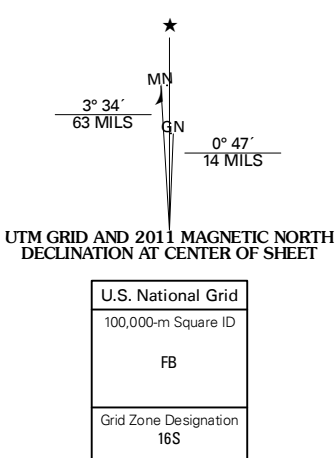 ★
MN
3° 34´
63 MILS
GN
0° 47´
14 MILS
UTM GRID AND 2011 MAGNETIC NORTH
DECLINATION AT CENTER OF SHEET
U.S. National Grid
100,000-m Square ID
FB
Grid Zone Designation
16S